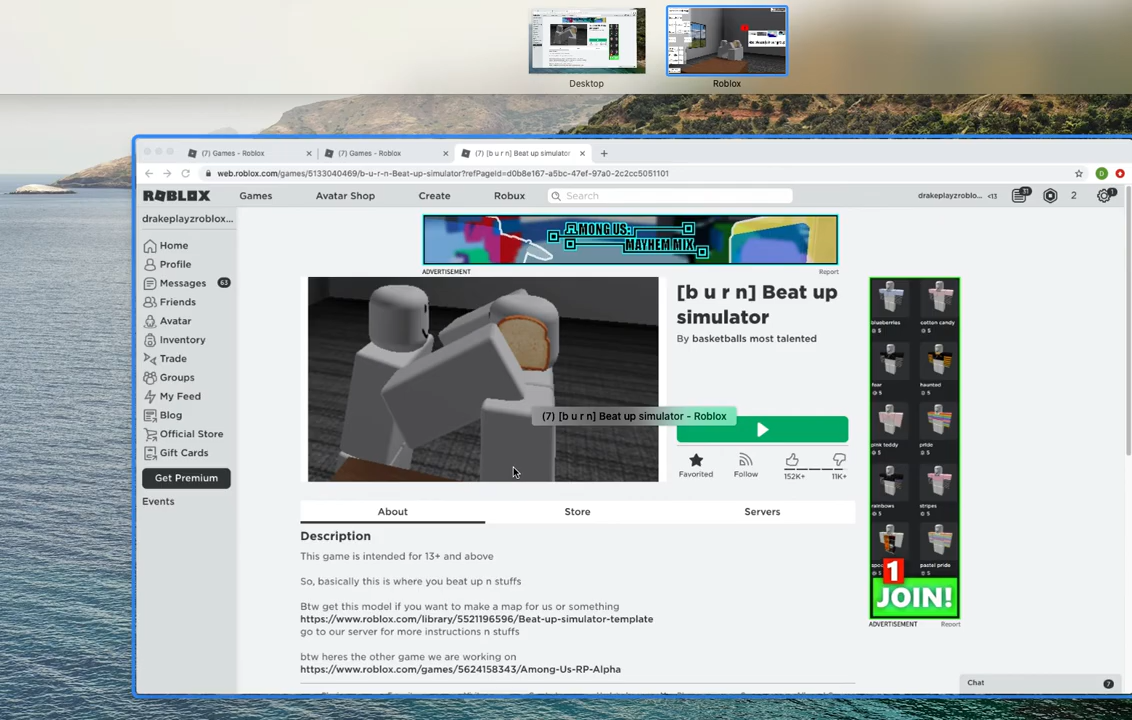 Desktop
Roblox
(7) Games - Roblox
(7) Games - Roblox
(7) [b u r n] Beat up simulator
web.roblox.com/games/5133040469/b-u-r-n-Beat-up-simulator?refPageId=d0b8e167-a5bc-47ef-97a0-2c2cc5051101
D
ROBLOX
Games
Avatar Shop
Create
Robux
Search
drakeplayzroblo...
<13
31
2
1
drakeplayzroblox...
Home
Profile
Messages 63
Friends
Avatar
Inventory
Trade
Groups
My Feed
Blog
Official Store
Gift Cards
Get Premium
Events
AMONG US:
MAYHEM MIX
ADVERTISEMENT
Report
[b u r n] Beat up
simulator
By basketballs most talented
(7) [b u r n] Beat up simulator - Roblox
Favorited
Follow
152K+
11K+
About
Store
Servers
Description
This game is intended for 13+ and above
So, basically this is where you beat up n stuffs
Btw get this model if you want to make a map for us or something
https://www.roblox.com/library/5521196596/Beat-up-simulator-template
go to our server for more instructions n stuffs
btw heres the other game we are working on
https://www.roblox.com/games/5624158343/Among-Us-RP-Alpha
blueberries
cotton candy
haunted
pink teddy
pride
rainbows
stripes
pastel pride
1
JOIN!
ADVERTISEMENT
Report
Chat
7